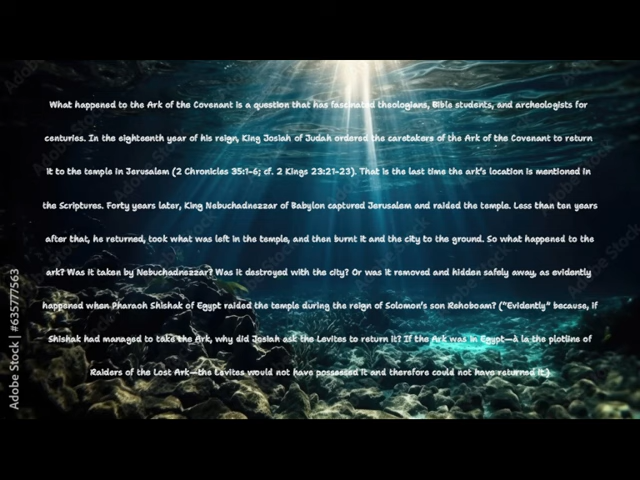 What happened to the Ark of the Covenant is a question that has fascinated theologians, Bible students, and archeologists for
centuries. In the eighteenth year of his reign, King Josiah of Judah ordered the caretakers of the Ark of the Covenant to return
it to the temple in Jerusalem (2 Chronicles 35:1-6; cf. 2 Kings 23:21-23). That is the last time the ark's location is mentioned in
the Scriptures. Forty years later, King Nebuchadnezzar of Babylon captured Jerusalem and raided the temple. Less than ten years
after that, he returned, took what was left in the temple, and then burnt it and the city to the ground. So what happened to the
ark? Was it taken by Nebuchadnezzar? Was it destroyed with the city? Or was it removed and hidden safely away, as evidently
happened when Pharaoh Shishak of Egypt raided the temple during the reign of Solomon's son Rehoboam? ("Evidently" because, if
Shishak had managed to take the Ark, why did Josiah ask the Levites to return it? If the Ark was in Egypt—à la the plotline of
Raiders of the Lost Ark—the Levites would not have possessed it and therefore could not have returned it.)
Adobe Stock | #635777563